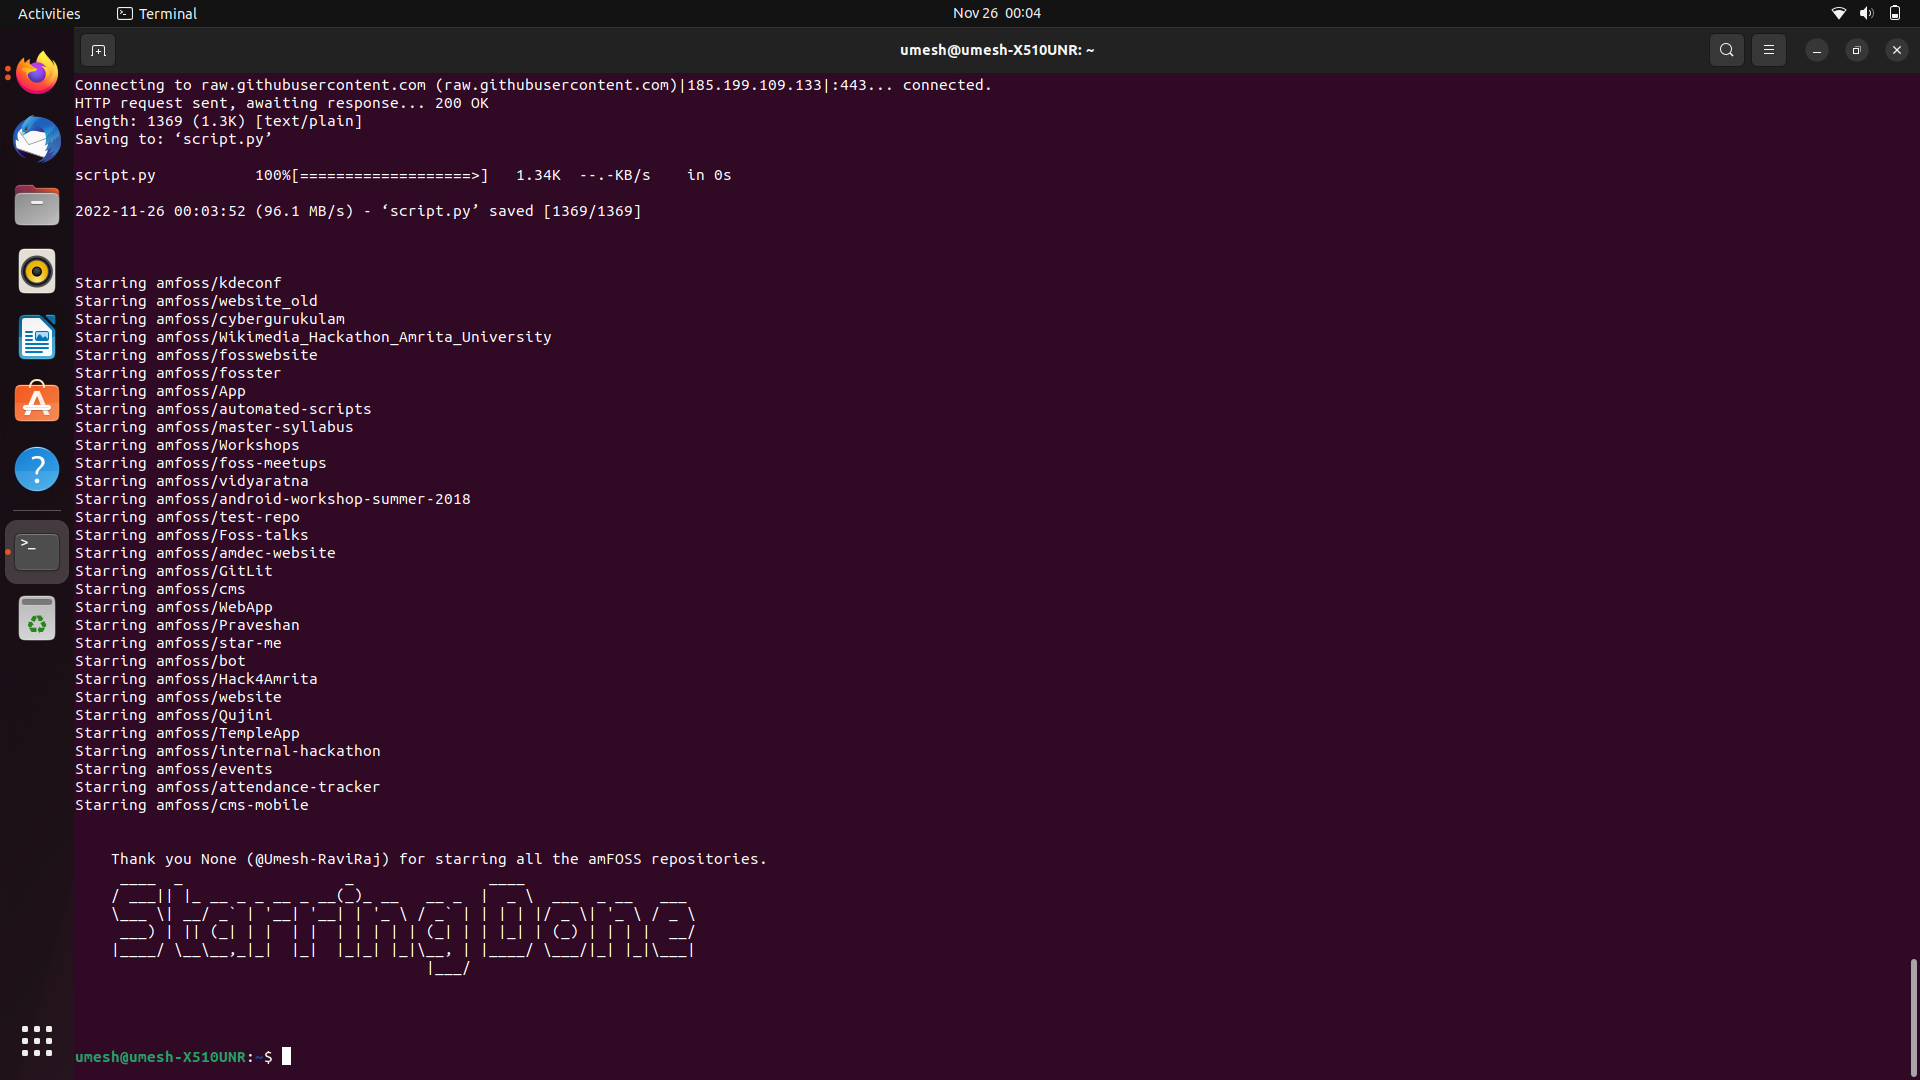 Activities Terminal Nov 26 00:04
umesh@umesh-X510UNR: ~
Connecting to raw.githubusercontent.com (raw.githubusercontent.com)|185.199.109.133|:443... connected.
HTTP request sent, awaiting response... 200 OK
Length: 1369 (1.3K) [text/plain]
Saving to: ‘script.py’
script.py           100%[===================>]   1.34K  --.-KB/s    in 0s
2022-11-26 00:03:52 (96.1 MB/s) - ‘script.py’ saved [1369/1369]
Starring amfoss/kdeconf
Starring amfoss/website_old
Starring amfoss/cybergurukulam
Starring amfoss/Wikimedia_Hackathon_Amrita_University
Starring amfoss/fosswebsite
Starring amfoss/fosster
Starring amfoss/App
Starring amfoss/automated-scripts
Starring amfoss/master-syllabus
Starring amfoss/Workshops
Starring amfoss/foss-meetups
Starring amfoss/vidyaratna
Starring amfoss/android-workshop-summer-2018
Starring amfoss/test-repo
Starring amfoss/Foss-talks
Starring amfoss/amdec-website
Starring amfoss/GitLit
Starring amfoss/cms
Starring amfoss/WebApp
Starring amfoss/Praveshan
Starring amfoss/star-me
Starring amfoss/bot
Starring amfoss/Hack4Amrita
Starring amfoss/website
Starring amfoss/Qujini
Starring amfoss/TempleApp
Starring amfoss/internal-hackathon
Starring amfoss/events
Starring amfoss/attendance-tracker
Starring amfoss/cms-mobile
Thank you None (@Umesh-RaviRaj) for starring all the amFOSS repositories.
Starring Done
umesh@umesh-X510UNR:~$